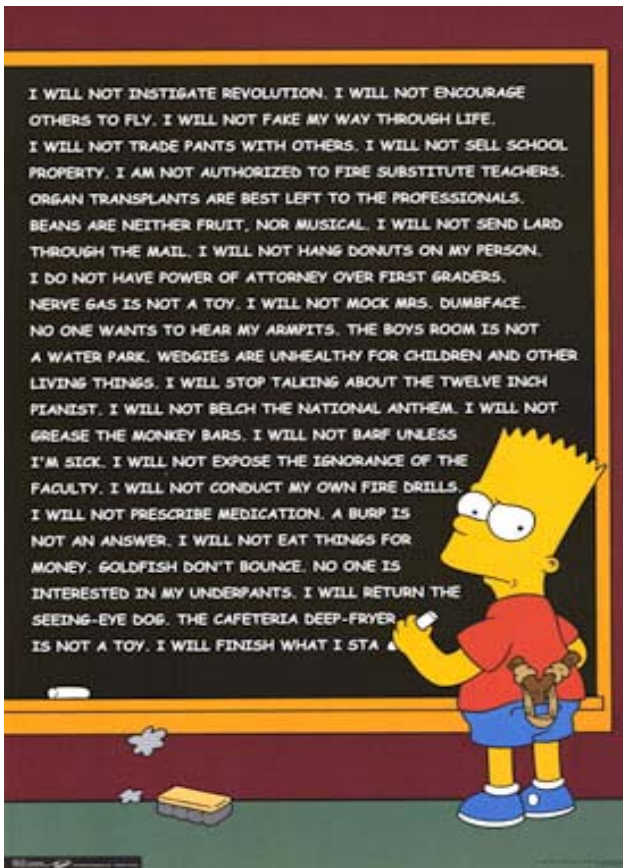 I WILL NOT INSTIGATE REVOLUTION. I WILL NOT ENCOURAGE
OTHERS TO FLY. I WILL NOT FAKE MY WAY THROUGH LIFE.
I WILL NOT TRADE PANTS WITH OTHERS. I WILL NOT SELL SCHOOL
PROPERTY. I AM NOT AUTHORIZED TO FIRE SUBSTITUTE TEACHERS.
ORGAN TRANSPLANTS ARE BEST LEFT TO THE PROFESSIONALS.
BEANS ARE NEITHER FRUIT, NOR MUSICAL. I WILL NOT SEND LARD
THROUGH THE MAIL. I WILL NOT HANG DONUTS ON MY PERSON.
I DO NOT HAVE POWER OF ATTORNEY OVER FIRST GRADERS.
NERVE GAS IS NOT A TOY. I WILL NOT MOCK MRS. DUMBFACE.
NO ONE WANTS TO HEAR MY ARMPITS. THE BOYS ROOM IS NOT
A WATER PARK. WEDGIES ARE UNHEALTHY FOR CHILDREN AND OTHER
LIVING THINGS. I WILL STOP TALKING ABOUT THE TWELVE INCH
PIANIST. I WILL NOT BELCH THE NATIONAL ANTHEM. I WILL NOT
GREASE THE MONKEY BARS. I WILL NOT BARF UNLESS
I'M SICK. I WILL NOT EXPOSE THE IGNORANCE OF THE
FACULTY. I WILL NOT CONDUCT MY OWN FIRE DRILLS.
I WILL NOT PRESCRIBE MEDICATION. A BURP IS
NOT AN ANSWER. I WILL NOT EAT THINGS FOR
MONEY. GOLDFISH DON'T BOUNCE. NO ONE IS
INTERESTED IN MY UNDERPANTS. I WILL RETURN THE
SEEING-EYE DOG. THE CAFETERIA DEEP-FRYER
IS NOT A TOY. I WILL FINISH WHAT I STA